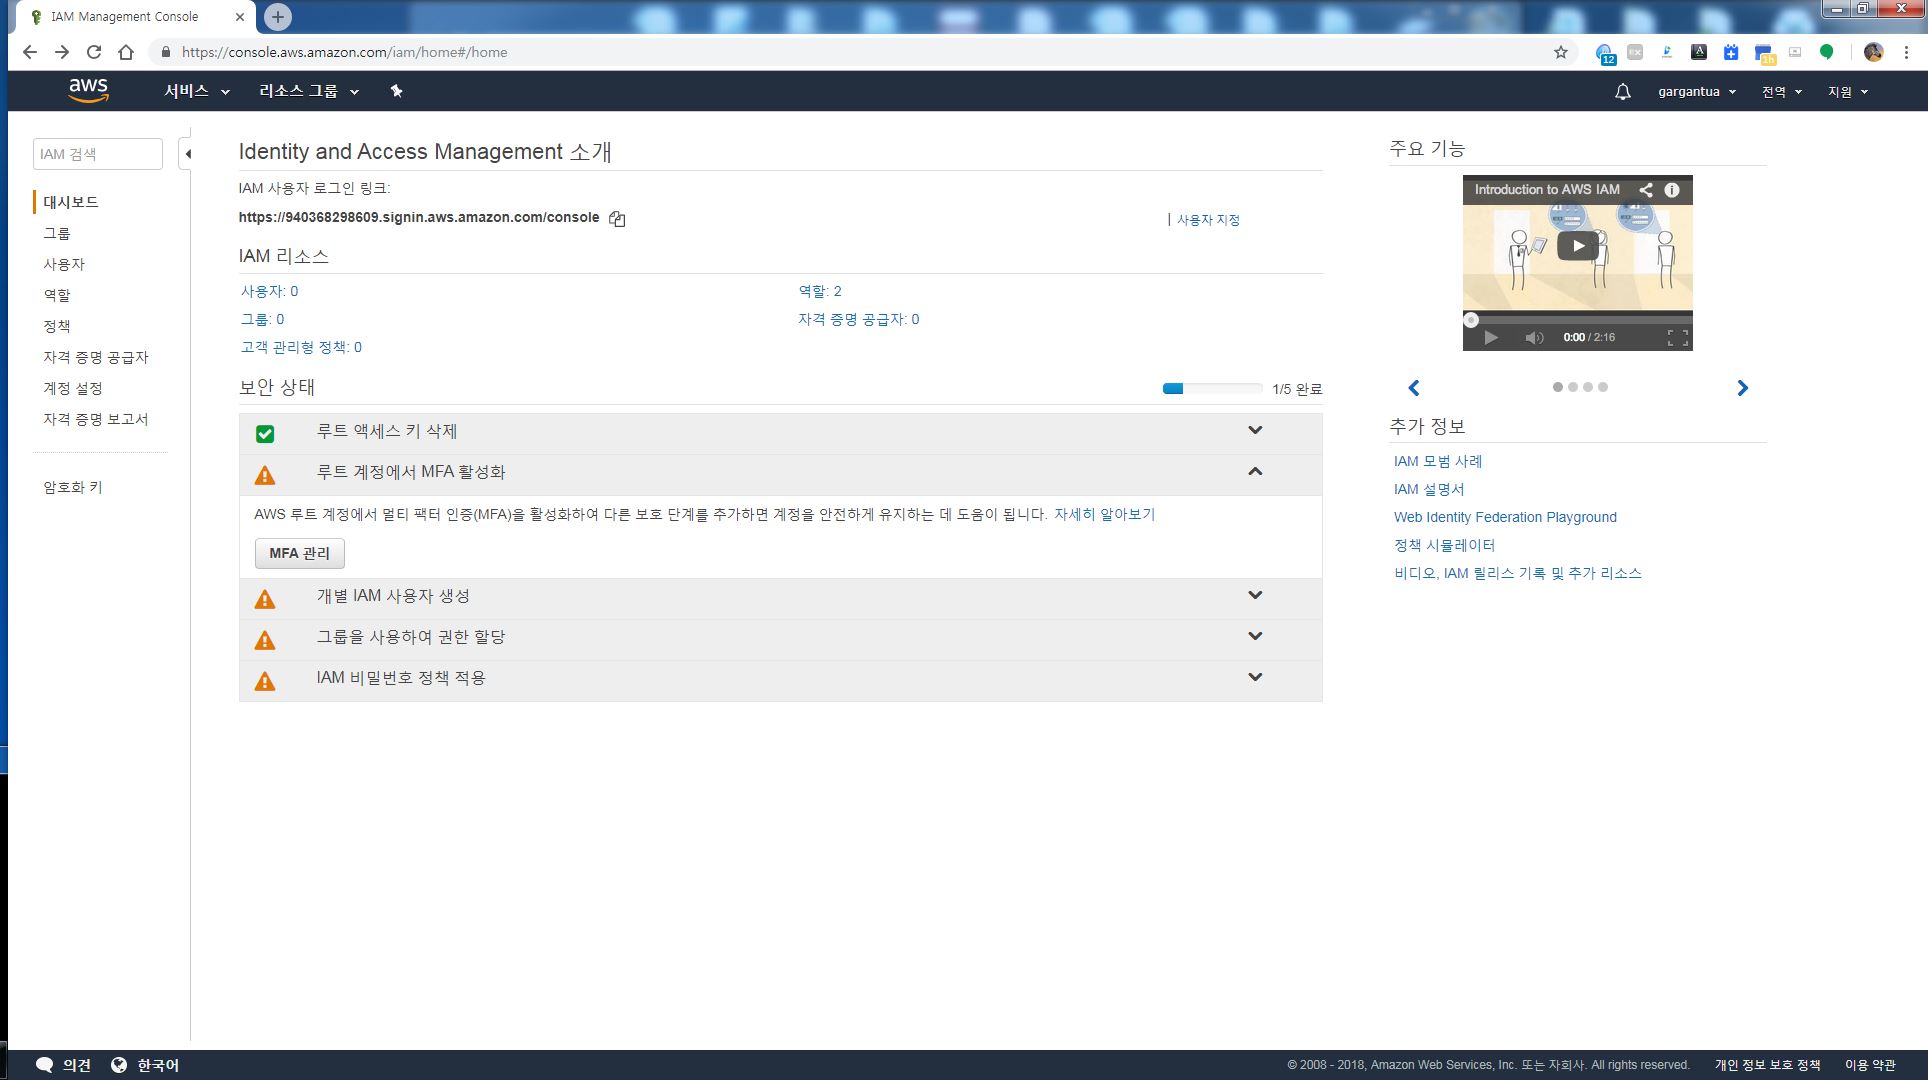 IAM Management Console
https://console.aws.amazon.com/iam/home#/home
12
1h
aws
서비스
리소스 그룹
gargantua
전역
지원
IAM 검색
대시보드
그룹
사용자
역할
정책
자격 증명 공급자
계정 설정
자격 증명 보고서
암호화 키
Identity and Access Management 소개
IAM 사용자 로그인 링크:
https://940368298609.signin.aws.amazon.com/console
| 사용자 지정
IAM 리소스
사용자: 0
역할: 2
그룹: 0
자격 증명 공급자: 0
고객 관리형 정책: 0
보안 상태
1/5 완료
루트 액세스 키 삭제
루트 계정에서 MFA 활성화
AWS 루트 계정에서 멀티 팩터 인증(MFA)을 활성화하여 다른 보호 단계를 추가하면 계정을 안전하게 유지하는 데 도움이 됩니다. 자세히 알아보기
MFA 관리
개별 IAM 사용자 생성
그룹을 사용하여 권한 할당
IAM 비밀번호 정책 적용
주요 기능
Introduction to AWS IAM
0:00 / 2:16
추가 정보
IAM 모범 사례
IAM 설명서
Web Identity Federation Playground
정책 시뮬레이터
비디오, IAM 릴리스 기록 및 추가 리소스
의견
한국어
© 2008 - 2018, Amazon Web Services, Inc. 또는 자회사. All rights reserved.
개인 정보 보호 정책
이용 약관